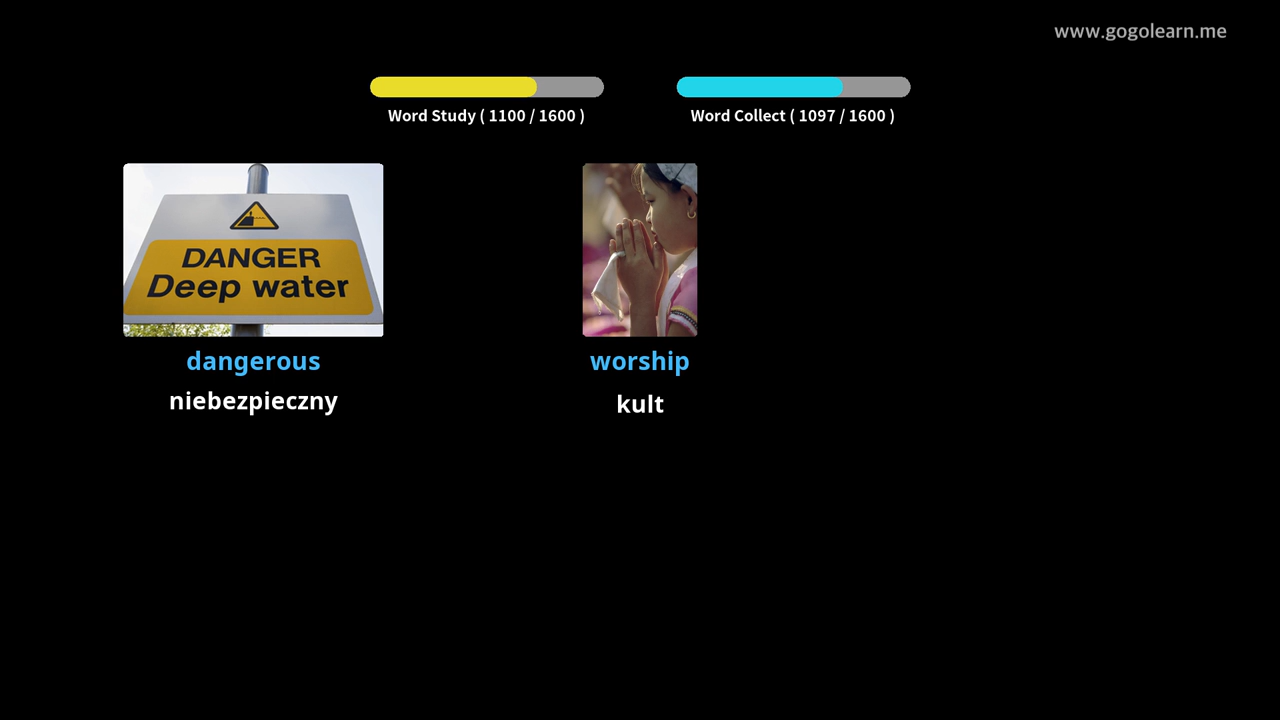 www.gogolearn.me
Word Study ( 1100 / 1600 )
Word Collect ( 1097 / 1600 )
DANGER
Deep water
dangerous
niebezpieczny
worship
kult